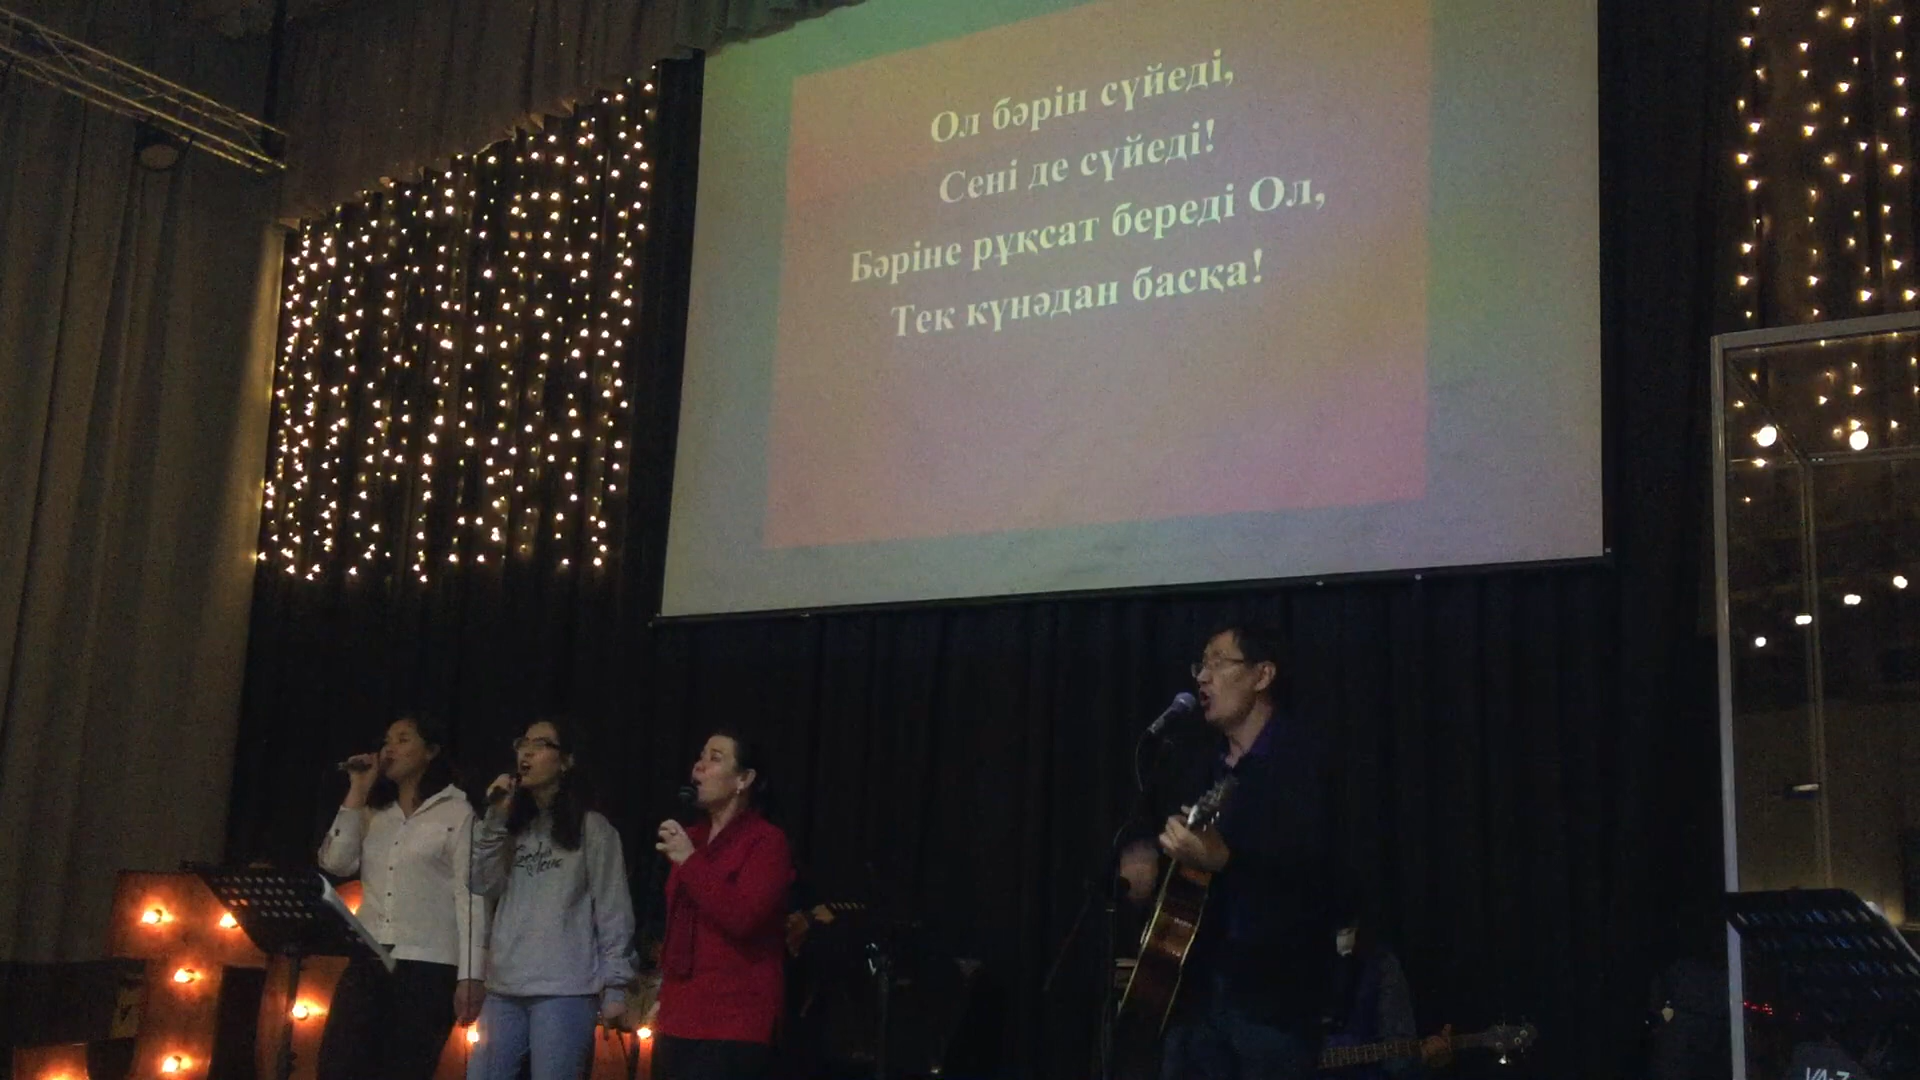 Ол бәрін сүйеді,
Сені де сүйеді!
Бәріне рұқсат береді Ол,
Тек күнәдан басқа!